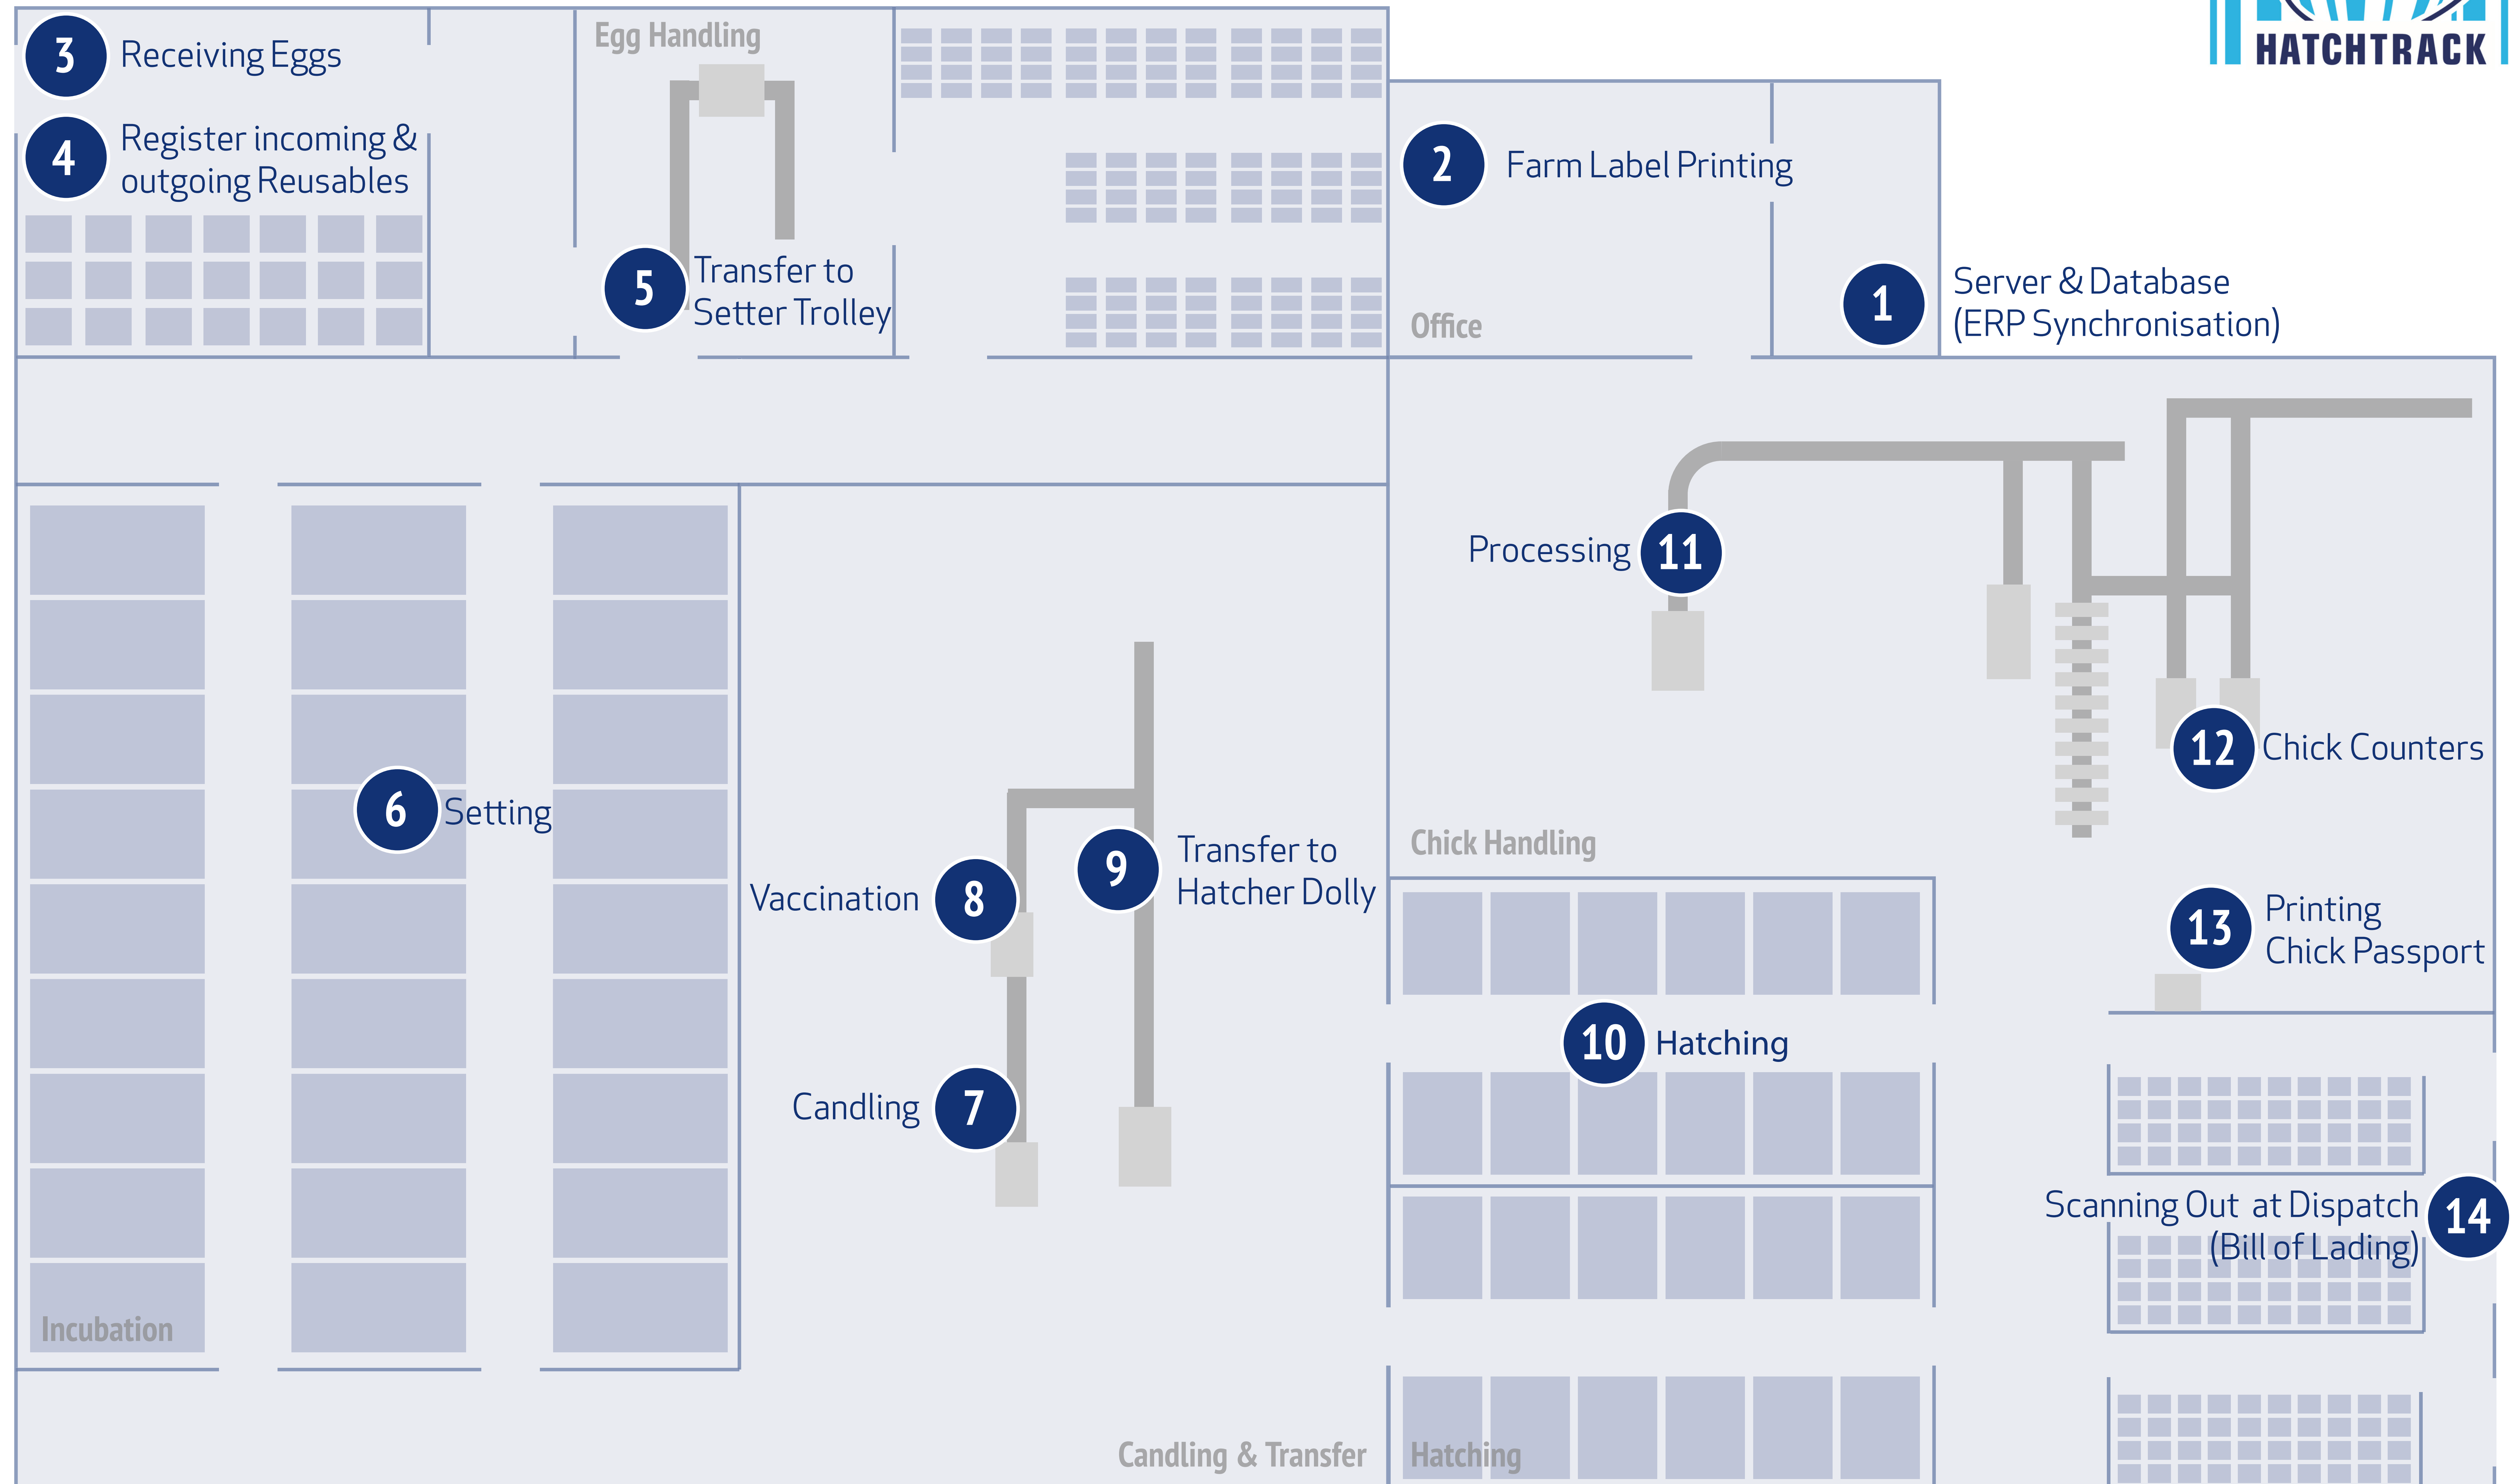 HATCHTRACK
3 Receiving Eggs
4 Register incoming &
outgoing Reusables
Egg Handling
5 Transfer to
Setter Trolley
2 Farm Label Printing
Office
1 Server & Database
(ERP Synchronisation)
6 Setting
Incubation
Vaccination 8
9 Transfer to
Hatcher Dolly
Candling 7
Candling & Transfer
Processing 11
12 Chick Counters
Chick Handling
13 Printing
Chick Passport
10 Hatching
Hatching
Scanning Out at Dispatch 14
(Bill of Lading)